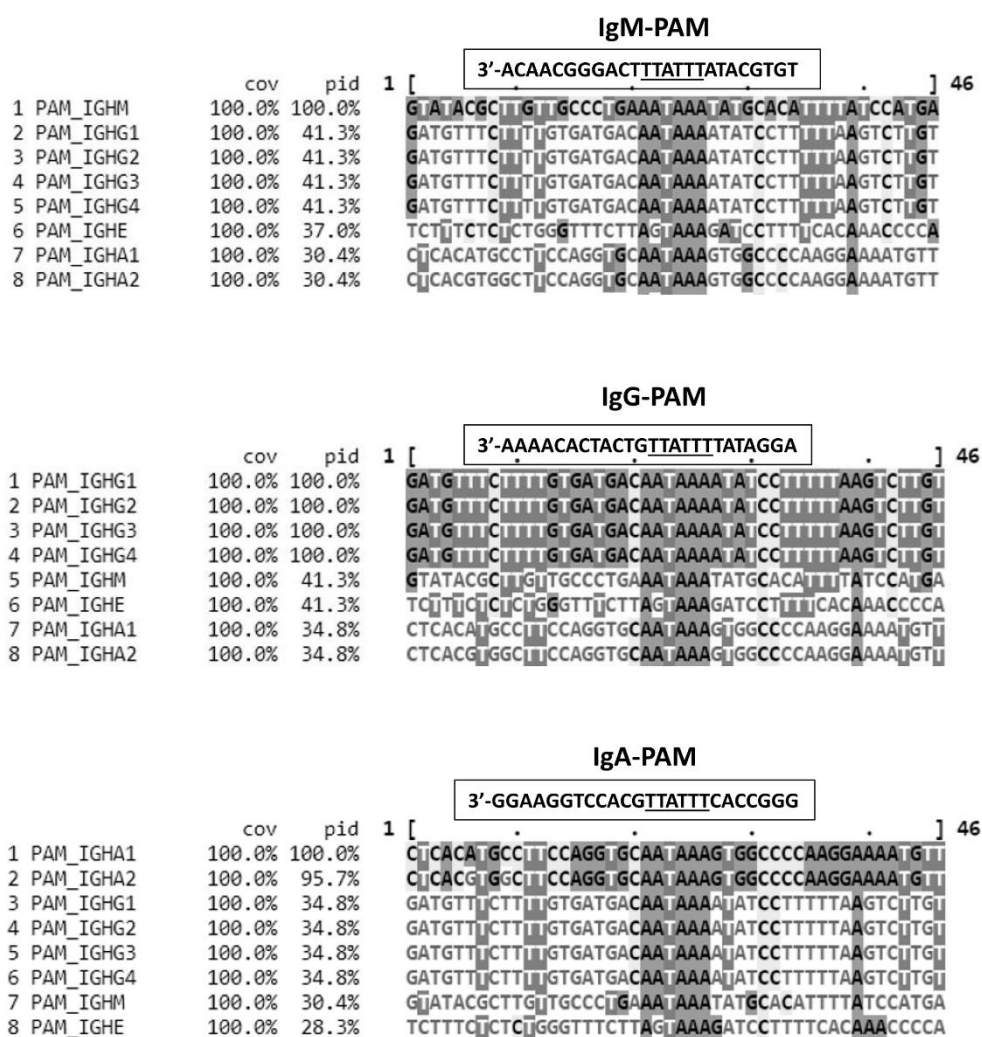 IgM-PAM
3’-ACAACGGGACTTTATTTATACGTGT
cov pid 1 [ . . . . ] 46
1 PAM_IGHM 100.0% 100.0% GTATACGCTTGTTGCCCTGAAATAAATATGCACATTTTATCCATGA
2 PAM_IGHG1 100.0% 41.3% GATGTTTCTTTTGTGATGACAATAAAATATCCTTTTTAAGTCTTGT
3 PAM_IGHG2 100.0% 41.3% GATGTTTCTTTTGTGATGACAATAAAATATCCTTTTTAAGTCTTGT
4 PAM_IGHG3 100.0% 41.3% GATGTTTCTTTTGTGATGACAATAAAATATCCTTTTTAAGTCTTGT
5 PAM_IGHG4 100.0% 41.3% GATGTTTCTTTTGTGATGACAATAAAATATCCTTTTTAAGTCTTGT
6 PAM_IGHE 100.0% 37.0% TCTTTCTCTCTGGGTTTCTTAGTAAAGATCCTTTTCACAAACCCCA
7 PAM_IGHA1 100.0% 30.4% CTCACATGCCTTCCAGGTGCAATAAAGTGGCCCCAAGGAAAATGTT
8 PAM_IGHA2 100.0% 30.4% CTCACGTGGCTTCCAGGTGCAATAAAGTGGCCCCAAGGAAAATGTT
IgG-PAM
3’-AAAACACTACTGTTATTTTATAGGA
cov pid 1 [ . . . . ] 46
1 PAM_IGHG1 100.0% 100.0% GATGTTTCTTTTGTGATGACAATAAAATATCCTTTTTAAGTCTTGT
2 PAM_IGHG2 100.0% 100.0% GATGTTTCTTTTGTGATGACAATAAAATATCCTTTTTAAGTCTTGT
3 PAM_IGHG3 100.0% 100.0% GATGTTTCTTTTGTGATGACAATAAAATATCCTTTTTAAGTCTTGT
4 PAM_IGHG4 100.0% 100.0% GATGTTTCTTTTGTGATGACAATAAAATATCCTTTTTAAGTCTTGT
5 PAM_IGHM 100.0% 41.3% GTATACGCTTGTTGCCCTGAAATAAATATGCACATTTTATCCATGA
6 PAM_IGHE 100.0% 41.3% TCTTTCTCTCTGGGTTTCTTAGTAAAGATCCTTTTCACAAACCCCA
7 PAM_IGHA1 100.0% 34.8% CTCACATGCCTTCCAGGTGCAATAAAGTGGCCCCAAGGAAAATGTT
8 PAM_IGHA2 100.0% 34.8% CTCACGTGGCTTCCAGGTGCAATAAAGTGGCCCCAAGGAAAATGTT
IgA-PAM
3’-GGAAGGTCCACGTTATTTCACCGGG
cov pid 1 [ . . . . ] 46
1 PAM_IGHA1 100.0% 100.0% CTCACATGCCTTCCAGGTGCAATAAAGTGGCCCCAAGGAAAATGTT
2 PAM_IGHA2 100.0% 95.7% CTCACGTGGCTTCCAGGTGCAATAAAGTGGCCCCAAGGAAAATGTT
3 PAM_IGHG1 100.0% 34.8% GATGTTTCTTTTGTGATGACAATAAAATATCCTTTTTAAGTCTTGT
4 PAM_IGHG2 100.0% 34.8% GATGTTTCTTTTGTGATGACAATAAAATATCCTTTTTAAGTCTTGT
5 PAM_IGHG3 100.0% 34.8% GATGTTTCTTTTGTGATGACAATAAAATATCCTTTTTAAGTCTTGT
6 PAM_IGHG4 100.0% 34.8% GATGTTTCTTTTGTGATGACAATAAAATATCCTTTTTAAGTCTTGT
7 PAM_IGHM 100.0% 30.4% GTATACGCTTGTTGCCCTGAAATAAATATGCACATTTTATCCATGA
8 PAM_IGHE 100.0% 28.3% TCTTTCTCTCTGGGTTTCTTAGTAAAGATCCTTTTCACAAACCCCA